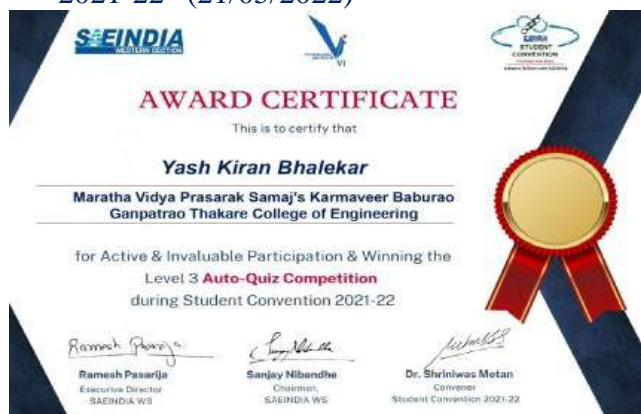 2021-22 (21/05/2022)
SAEINDIA
WESTERN SECTION
VI
STUDENT
CONVENTION
AWARD CERTIFICATE
This is to certify that
Yash Kiran Bhalekar
Maratha Vidya Prasarak Samaj's Karmaveer Baburao
Ganpatrao Thakare College of Engineering
for Active & Invaluable Participation & Winning the
Level 3 Auto-Quiz Competition
during Student Convention 2021-22
Ramesh Pasarija
Executive Director
SAEINDIA WS
Sanjay Nibandhe
Chairman,
SAEINDIA WS
Dr. Shriniwas Metan
Convener
Student Convention 2021-22